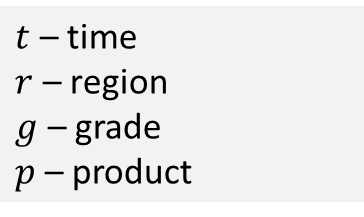 t – time
r – region
g – grade
p – product